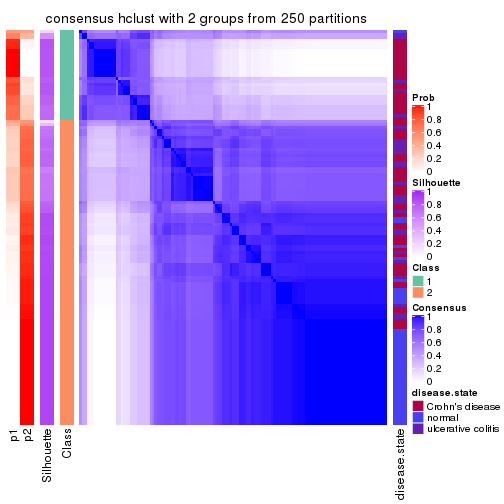 consensus hclust with 2 groups from 250 partitions
Prob
1
0.8
0.6
0.4
0.2
0
Silhouette
1
0.8
0.6
0.4
0.2
0
Class
1
2
Consensus
1
0.8
0.6
0.4
0.2
0
disease.state
Crohn's disease
normal
ulcerative colitis
p1
p2
Silhouette
Class
disease.state